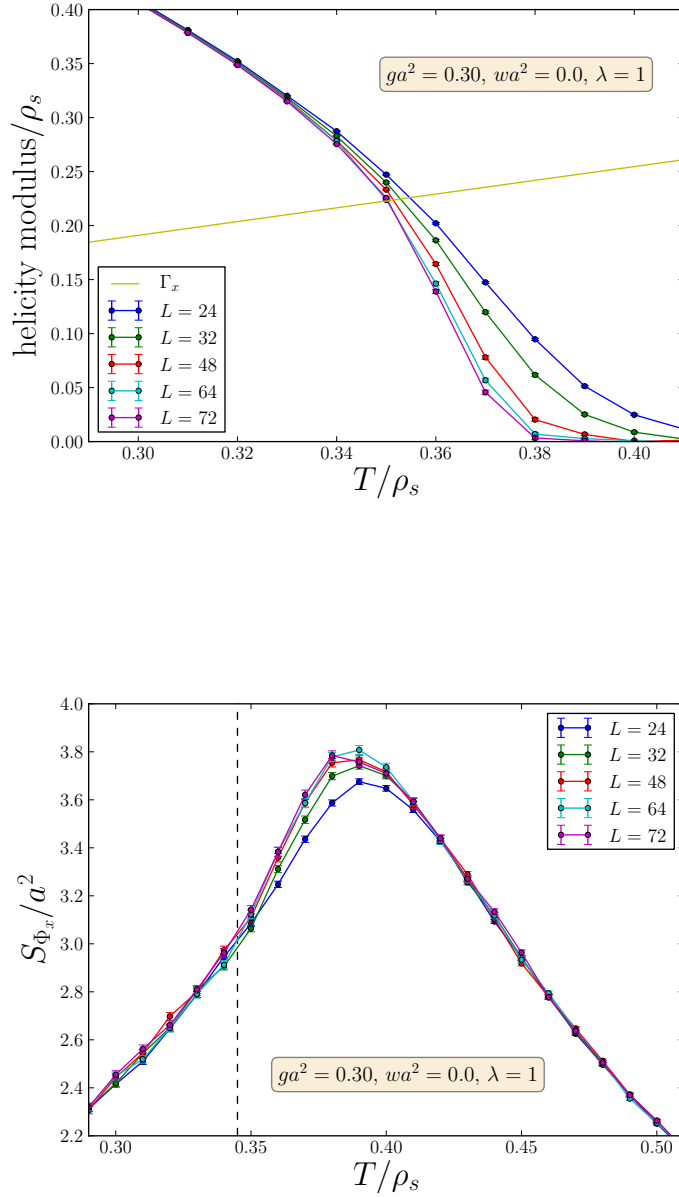 0.40
0.35
0.30
0.25
0.20
0.15
0.10
0.05
0.00
helicity modulus/ρ_s
ga² = 0.30, wa² = 0.0, λ = 1
Γ_x
L = 24
L = 32
L = 48
L = 64
L = 72
0.30 0.32 0.34 0.36 0.38 0.40
T/ρ_s
4.0
3.8
3.6
3.4
3.2
3.0
2.8
2.6
2.4
2.2
S_{Φ_x}/a²
L = 24
L = 32
L = 48
L = 64
L = 72
ga² = 0.30, wa² = 0.0, λ = 1
0.30 0.35 0.40 0.45 0.50
T/ρ_s